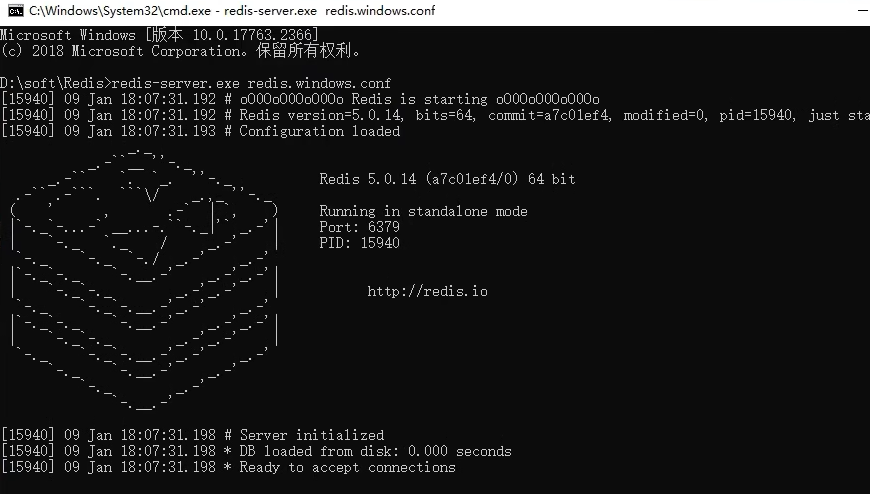 C:\Windows\System32\cmd.exe - redis-server.exe  redis.windows.conf
Microsoft Windows [版本 10.0.17763.2366]
(c) 2018 Microsoft Corporation。保留所有权利。
D:\soft\Redis>redis-server.exe redis.windows.conf
[15940] 09 Jan 18:07:31.192 # oO0OoO0OoO0Oo Redis is starting oO0OoO0OoO0Oo
[15940] 09 Jan 18:07:31.192 # Redis version=5.0.14, bits=64, commit=a7c01ef4, modified=0, pid=15940, just sta
[15940] 09 Jan 18:07:31.193 # Configuration loaded
Redis 5.0.14 (a7c01ef4/0) 64 bit
Running in standalone mode
Port: 6379
PID: 15940
http://redis.io
[15940] 09 Jan 18:07:31.198 # Server initialized
[15940] 09 Jan 18:07:31.198 * DB loaded from disk: 0.000 seconds
[15940] 09 Jan 18:07:31.198 * Ready to accept connections